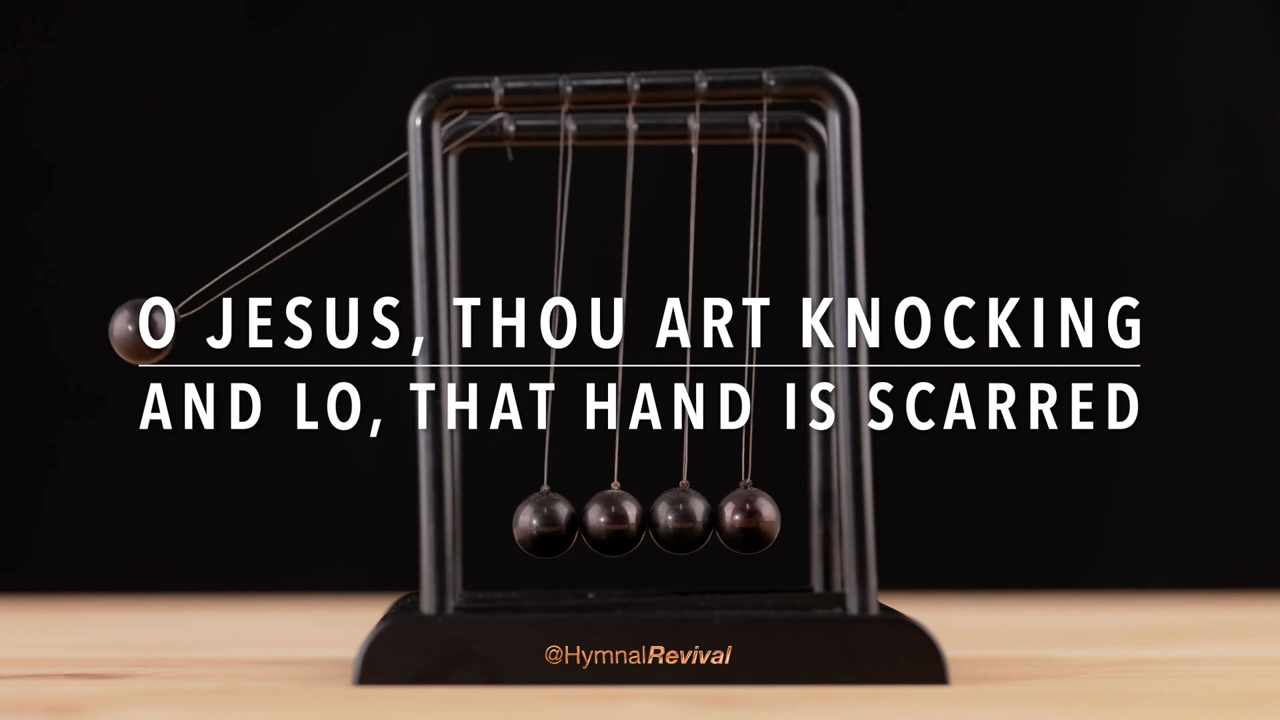 O JESUS, THOU ART KNOCKING
AND LO, THAT HAND IS SCARRED
@HymnalRevival